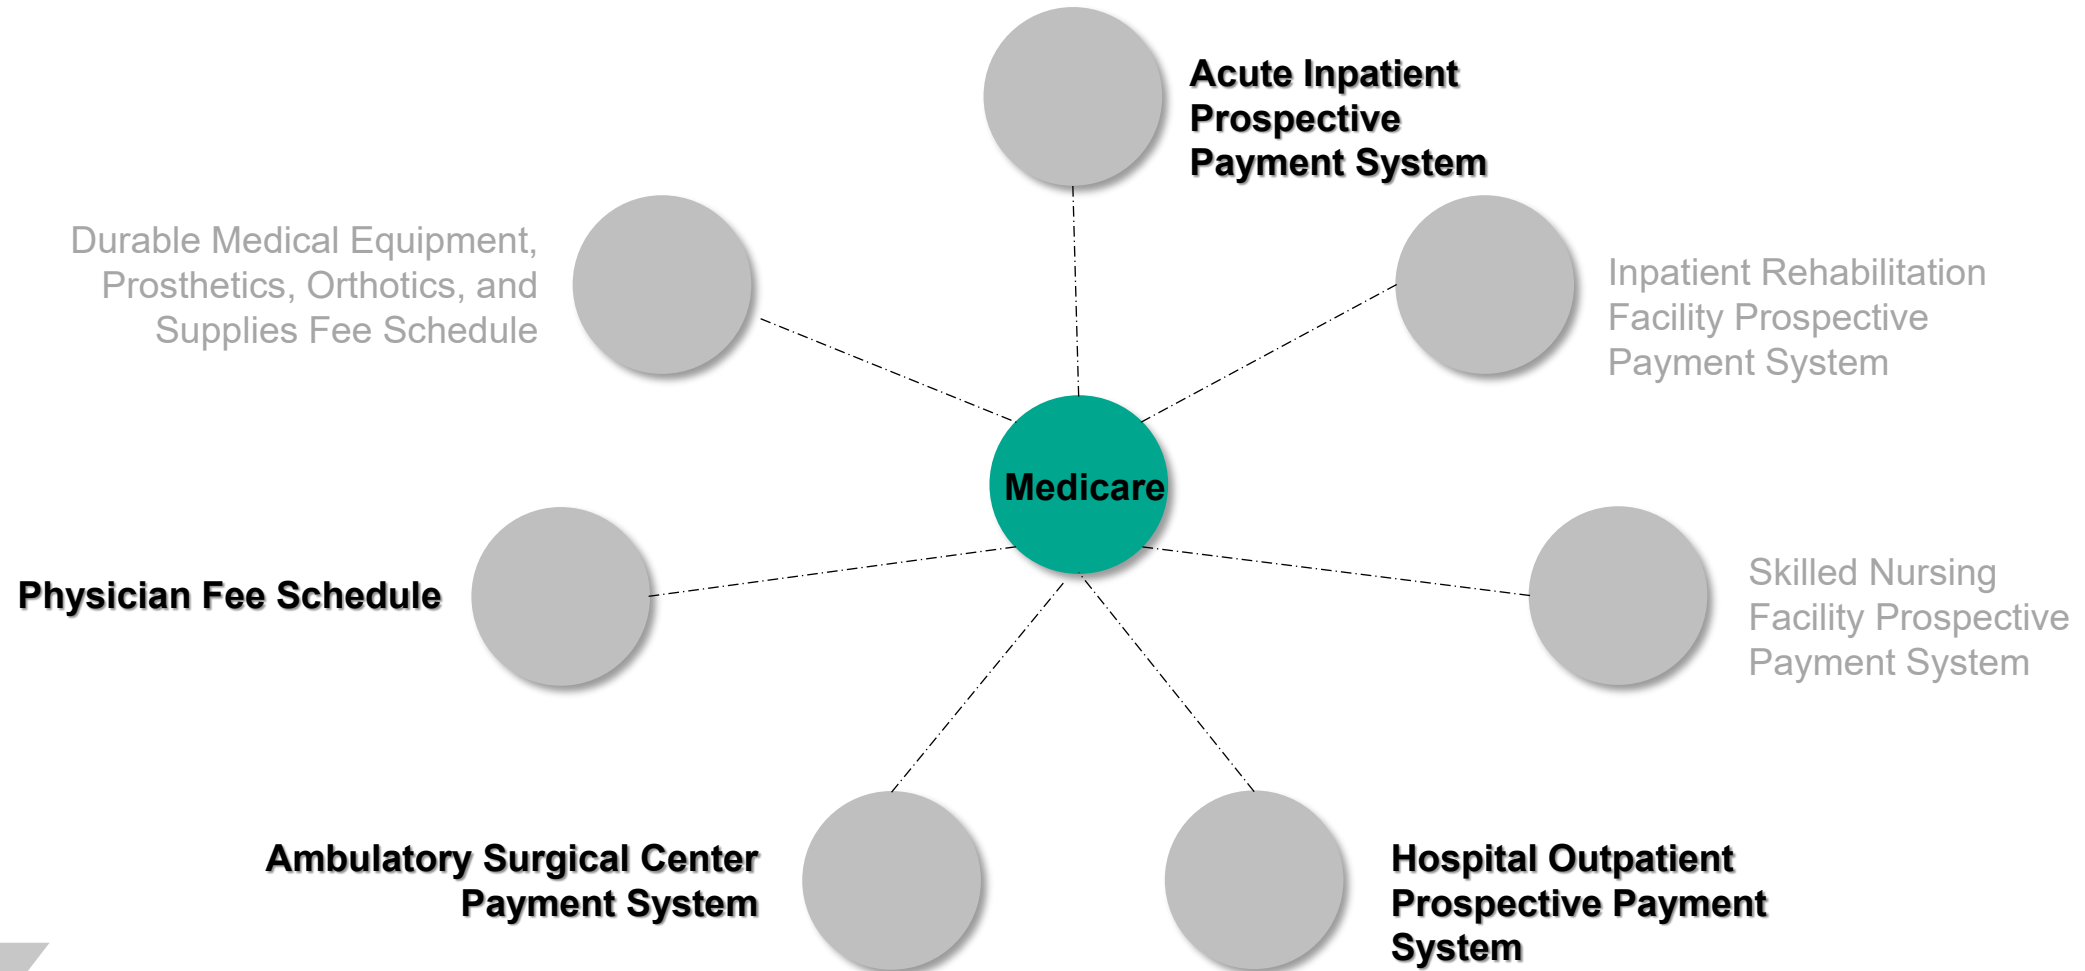 Acute Inpatient
Prospective
Payment System
Durable Medical Equipment,
Prosthetics, Orthotics, and
Supplies Fee Schedule
Inpatient Rehabilitation
Facility Prospective
Payment System
Medicare
Physician Fee Schedule
Skilled Nursing
Facility Prospective
Payment System
Ambulatory Surgical Center
Payment System
Hospital Outpatient
Prospective Payment
System